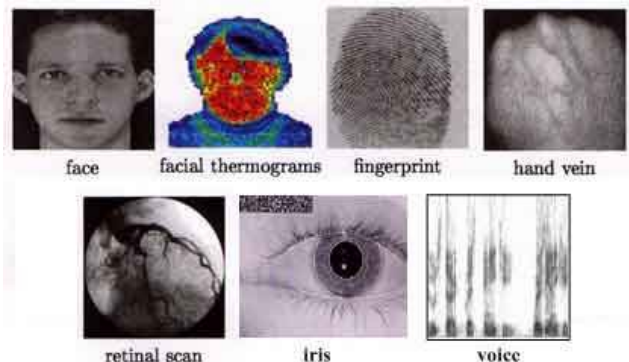 face facial thermograms fingerprint hand vein
retinal scan iris voice